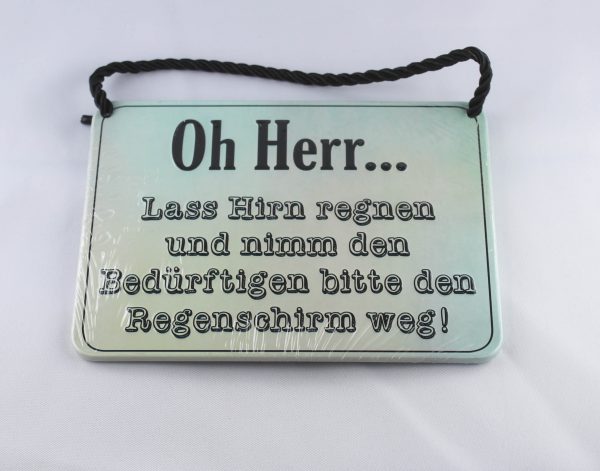 Oh Herr...
Lass Hirn regnen
und nimm den
Bedürftigen bitte den
Regenschirm weg!